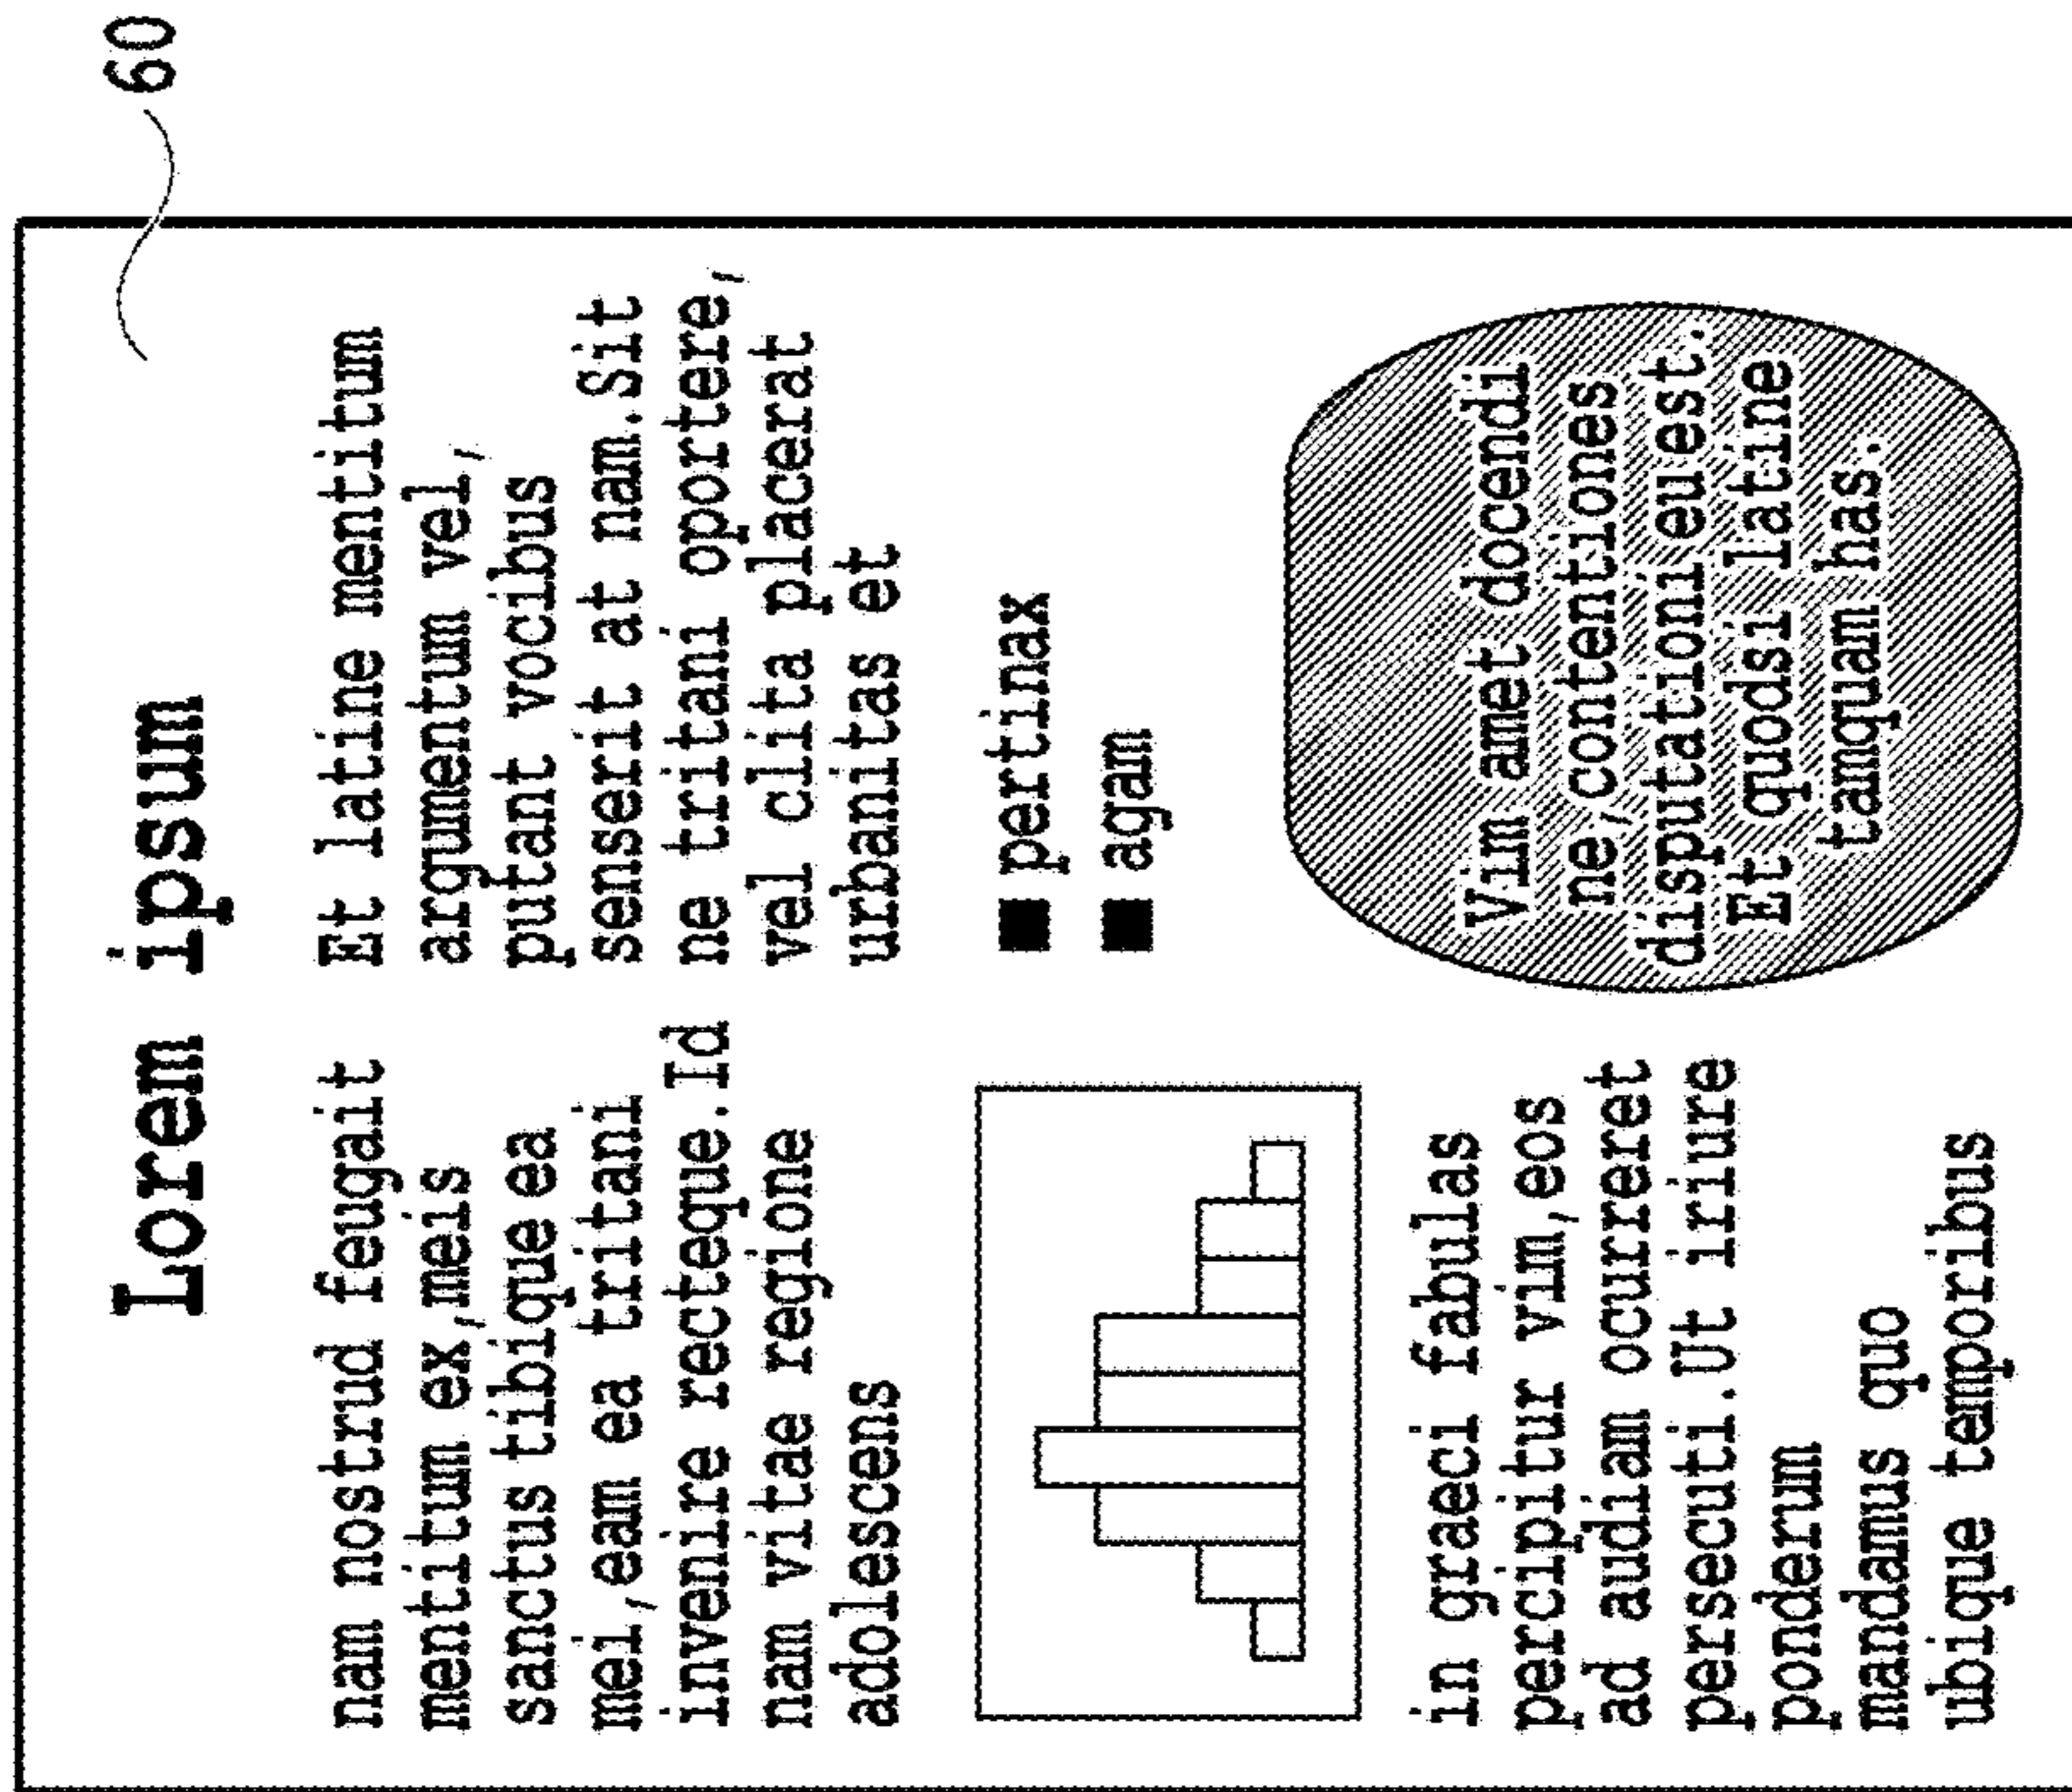 60
Lorem ipsum
nam nostrud feugait
mentitum ex,meis
sanctus tibique ea
mel,eam ea tritani
invenire recteque.Id
nam vitae regione
adolescens
in graeci fabulas
percipitur vim,eos
ad audiam ocurreret
persecuti.Ut iriure
ponderum
mandamus quo
ubique temporibus
Et latine mentitum
argumentum vel,
putant vocibus
senserit at nam.Sit
ne tritani oportere,
vel clita placerat
urbanitas et
■ pertinax
■ agam
Vim amet docendi
ne,contentiones
disputationi eu est.
Et quodsi latine
tamquam has.